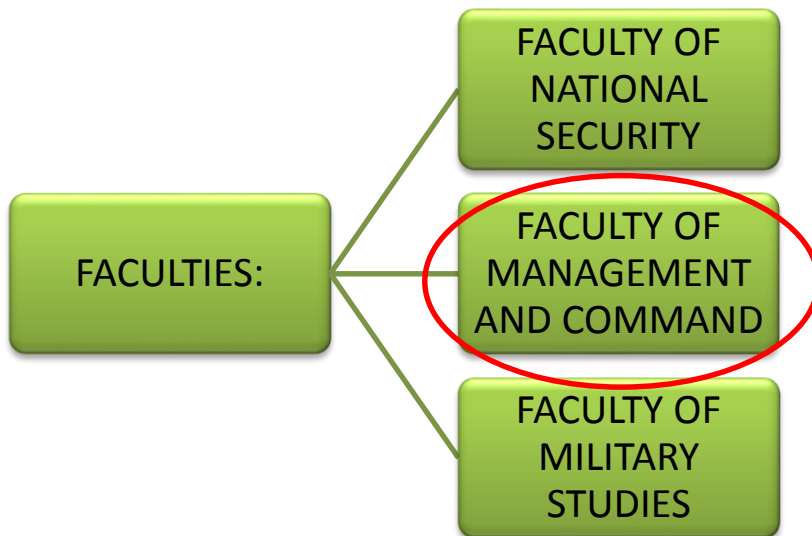 FACULTIES:
FACULTY OF
NATIONAL
SECURITY
FACULTY OF
MANAGEMENT
AND COMMAND
FACULTY OF
MILITARY
STUDIES